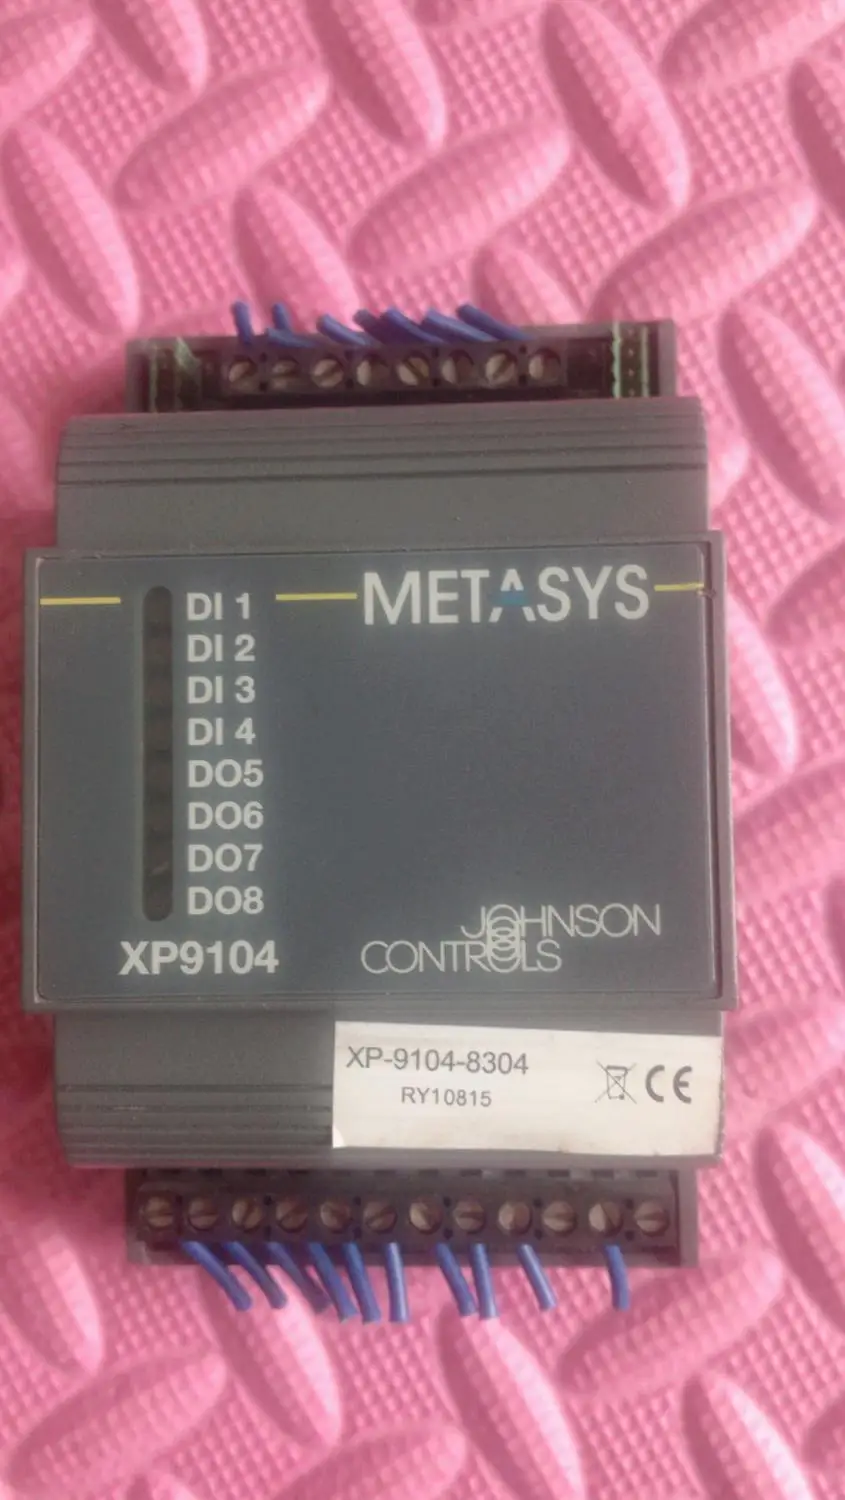 DI 1
METASYS
DI 2
DI 3
DI 4
DO5
DO6
DO7
DO8
JOHNSON
CONTROLS
XP9104
XP-9104-8304
RY10815
CE